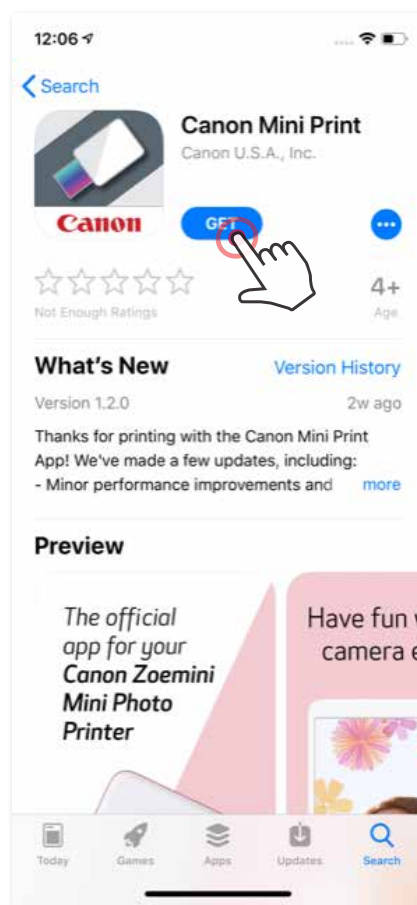 12:06
Search
Canon Mini Print
Canon U.S.A., Inc.
Canon
GET
4+
Not Enough Ratings
Age
What's New
Version History
Version 1.2.0
2w ago
Thanks for printing with the Canon Mini Print
App! We've made a few updates, including:
- Minor performance improvements and
more
Preview
The official
app for your
Canon Zoemini
Mini Photo
Printer
Have fun
camera e
Today
Games
Apps
Updates
Search